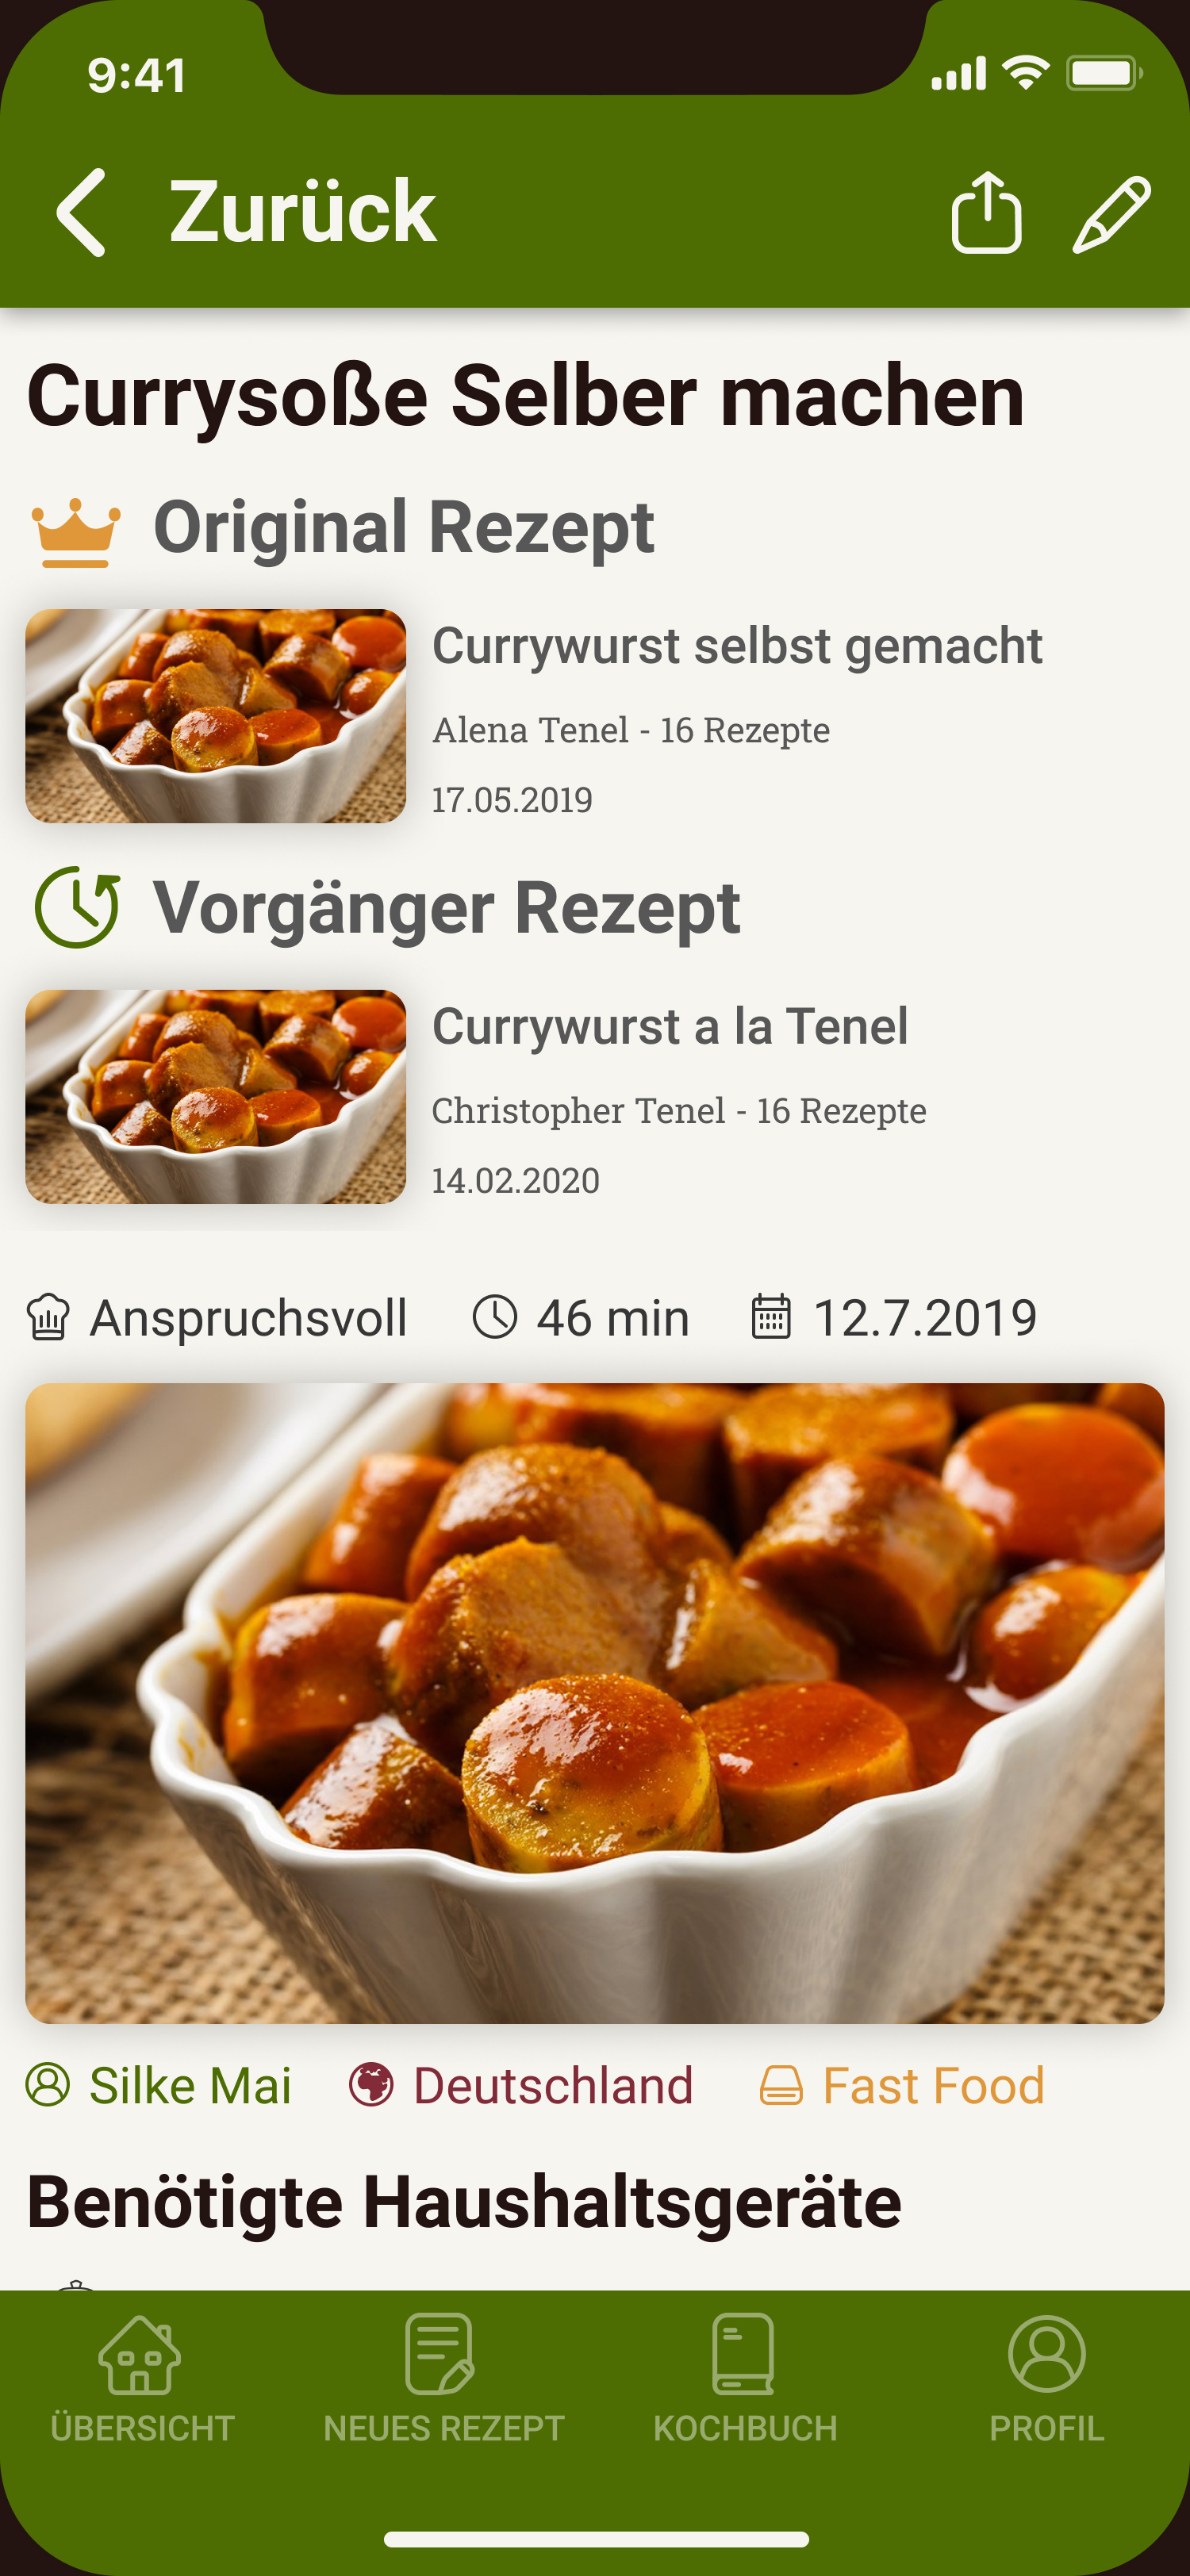 9:41
Zurück
Currysoße Selber machen
Original Rezept
Currywurst selbst gemacht
Alena Tenel - 16 Rezepte
17.05.2019
Vorgänger Rezept
Currywurst a la Tenel
Christopher Tenel - 16 Rezepte
14.02.2020
Anspruchsvoll 46 min 12.7.2019
Silke Mai Deutschland Fast Food
Benötigte Haushaltsgeräte
ÜBERSICHT NEUES REZEPT KOCHBUCH PROFIL